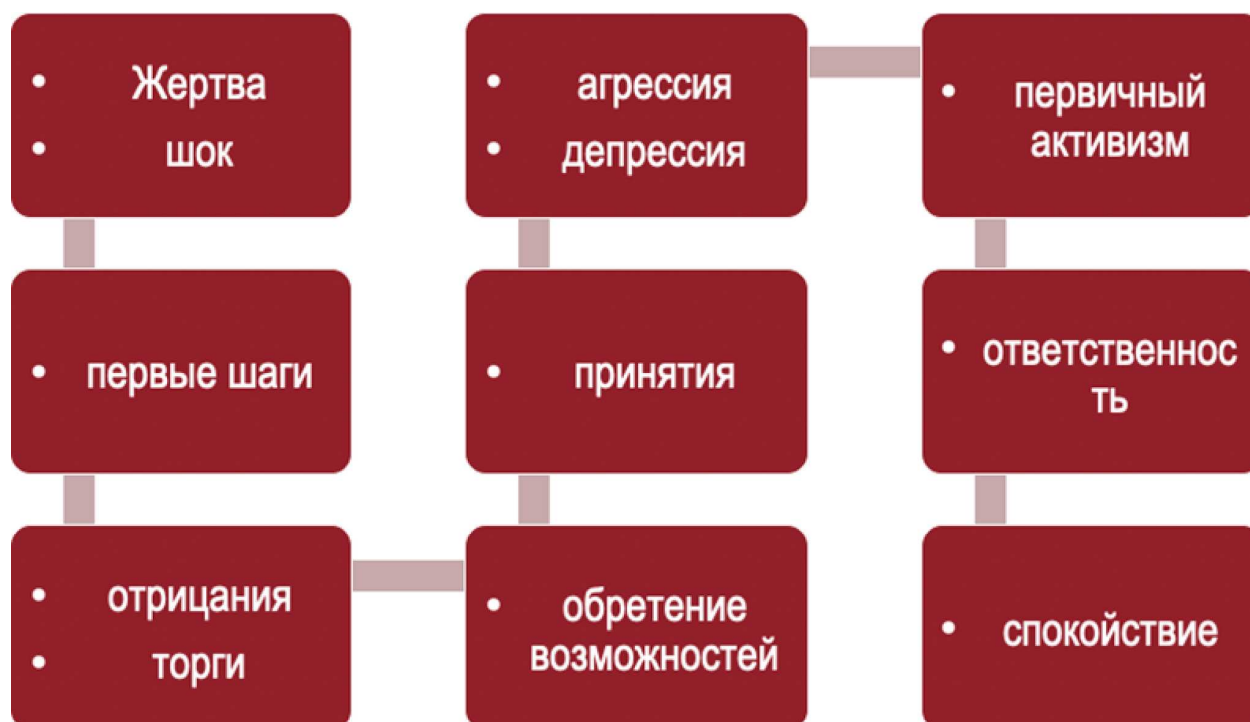 Жертва
шок
первые шаги
отрицания
торги
обретение
возможностей
принятия
агрессия
депрессия
первичный
активизм
ответственнос
ть
спокойствие